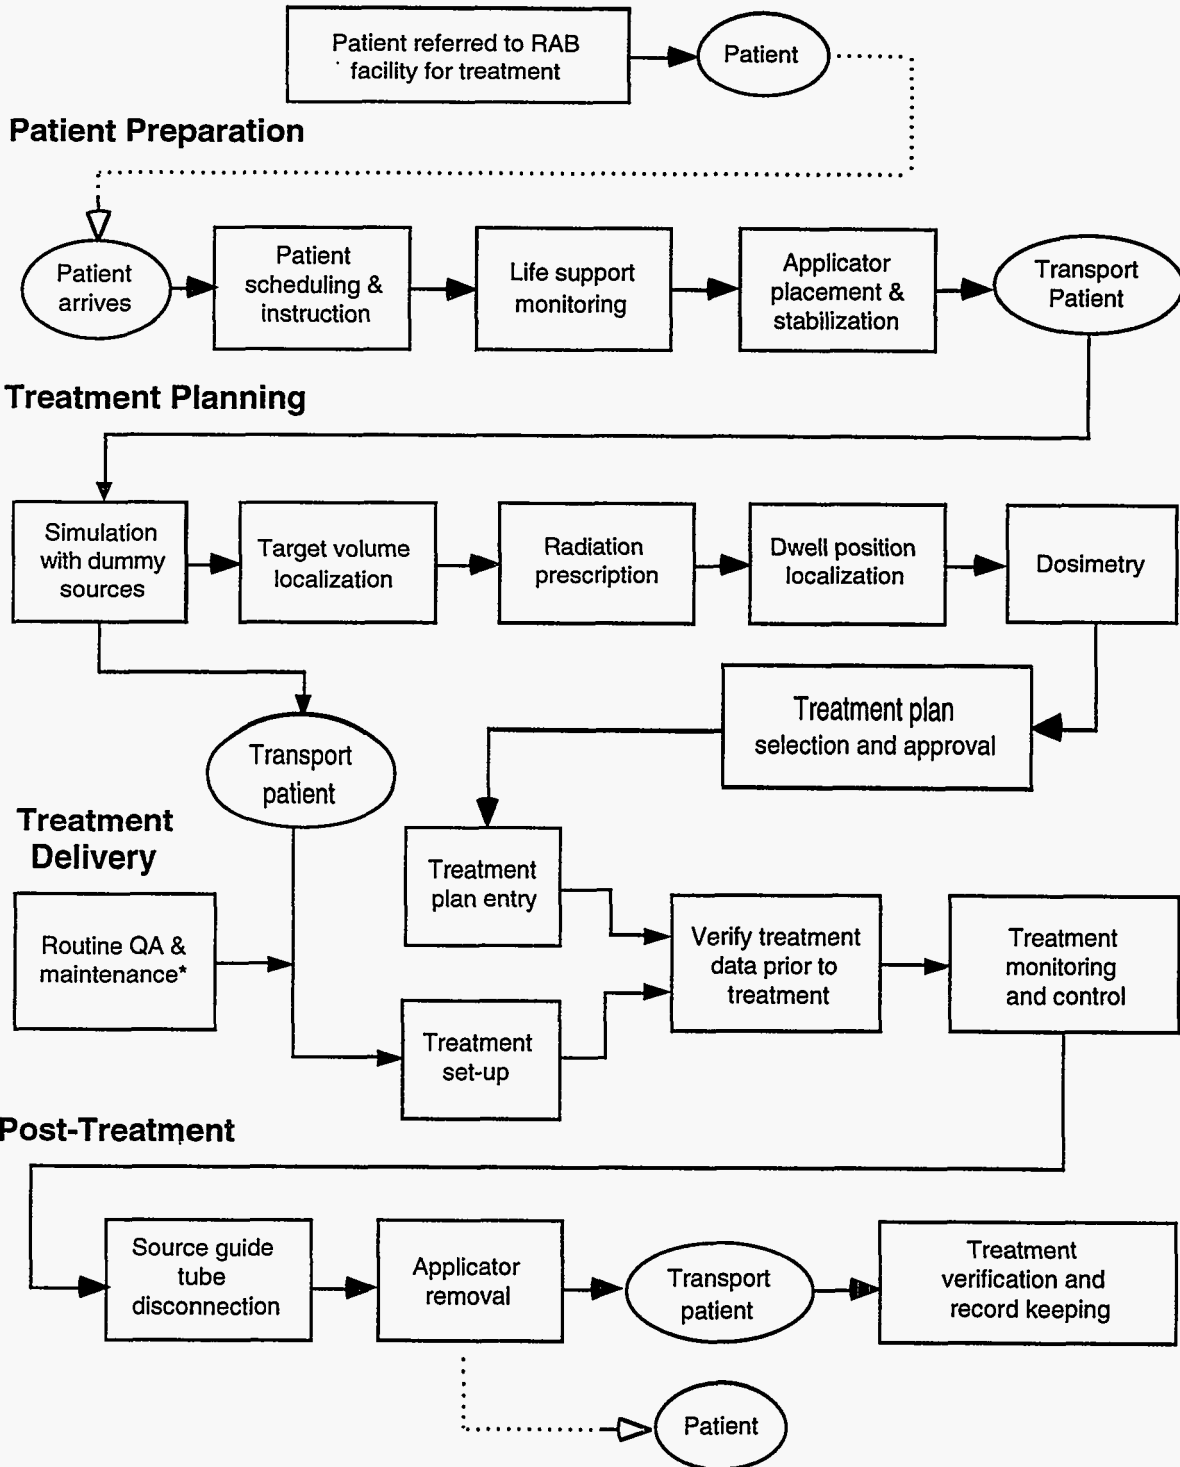 Patient referred to RAB
facility for treatment
Patient
Patient Preparation
Patient
arrives
Patient
scheduling &
instruction
Life support
monitoring
Applicator
placement &
stabilization
Transport
Patient
Treatment Planning
Simulation
with dummy
sources
Target volume
localization
Radiation
prescription
Dwell position
localization
Dosimetry
Treatment plan
selection and approval
Transport
patient
Treatment
Delivery
Treatment
plan entry
Routine QA &
maintenance*
Verify treatment
data prior to
treatment
Treatment
monitoring
and control
Treatment
set-up
Post-Treatment
Source guide
tube
disconnection
Applicator
removal
Transport
patient
Treatment
verification and
record keeping
Patient